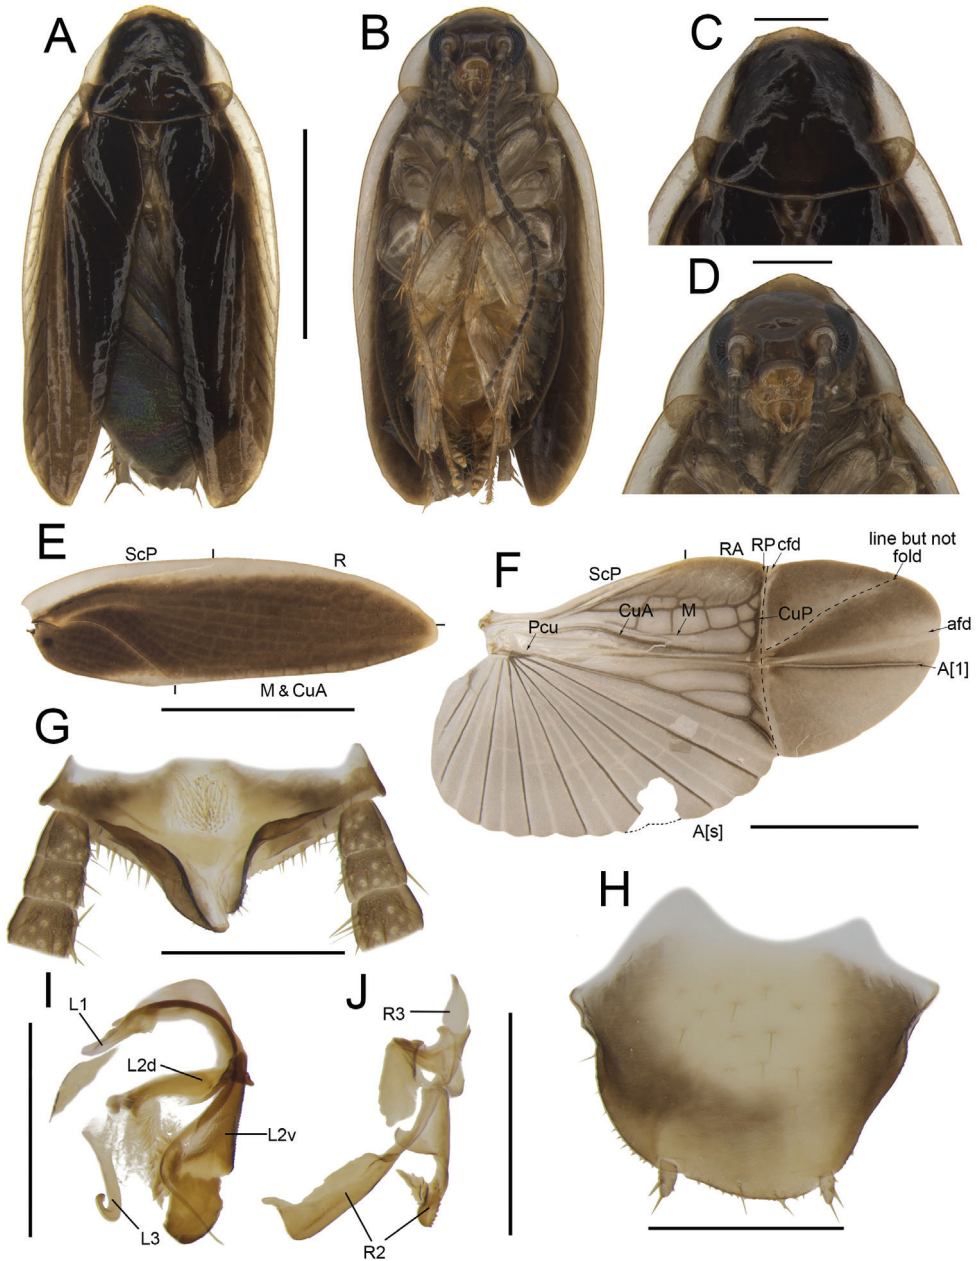 A
B
C
D
E
ScP
R
M & CuA
F
ScP
RA
RP
cfd
line but not
fold
CuA
M
CuP
Pcu
afd
A[1]
A[s]
G
H
I
L1
L2d
L2v
L3
J
R3
R2